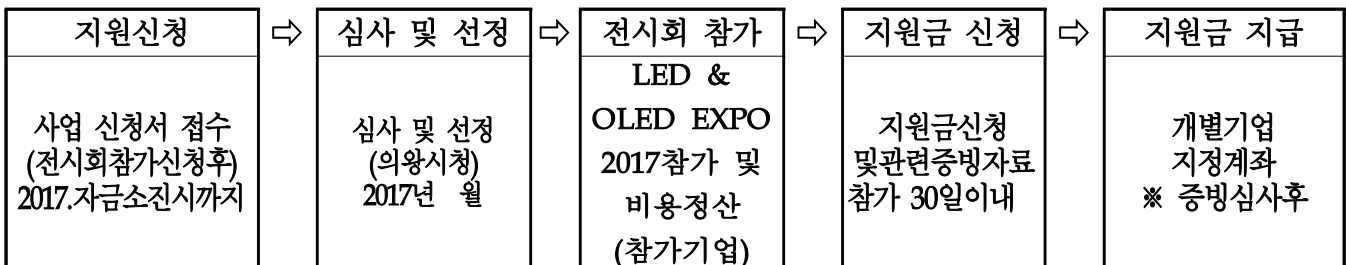 지원신청 ⇨ 심사 및 선정 ⇨ 전시회 참가 ⇨ 지원금 신청 ⇨ 지원금 지급
사업 신청서 접수
(전시회참가신청후)
2017.자금소진시까지
심사 및 선정
(의왕시청)
2017년 월
LED &
OLED EXPO
2017참가 및
비용정산
(참가기업)
지원금신청
및관련증빙자료
참가 30일이내
개별기업
지정계좌
※ 증빙심사후